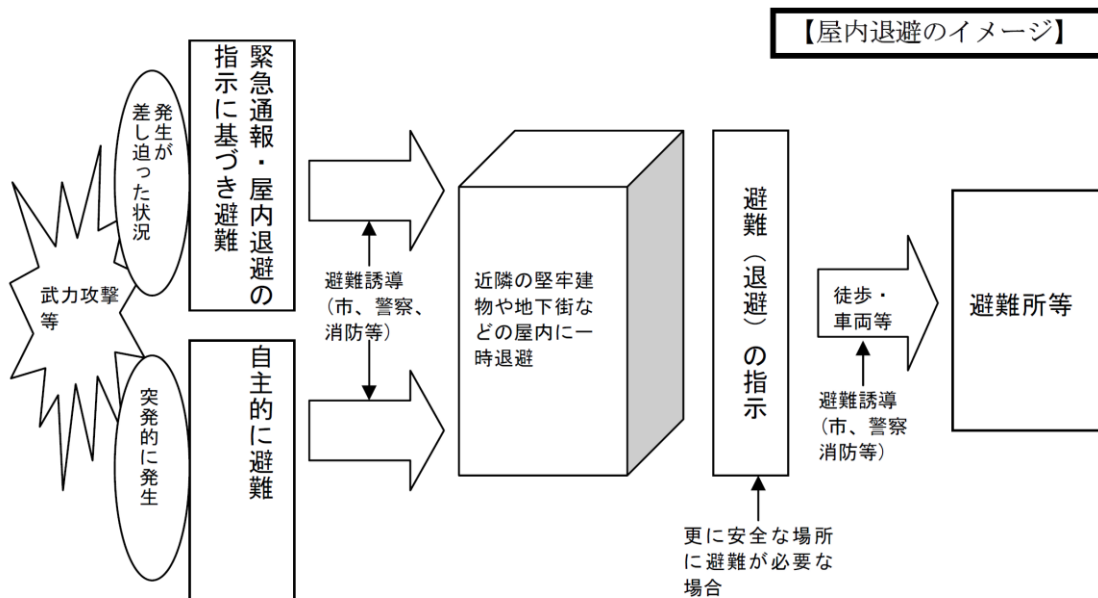 【屋内退避のイメージ】
武力攻撃
等
発生が
差し迫った状況
緊急通報・屋内退避の
指示に基づき避難
突発的に発生
自主的に避難
避難誘導
(市、警察、
消防等)
近隣の堅牢建
物や地下街な
どの屋内に一
時退避
避難(退避)の指示
更に安全な場所
に避難が必要な
場合
徒歩・
車両等
避難誘導
(市、警察
消防等)
避難所等